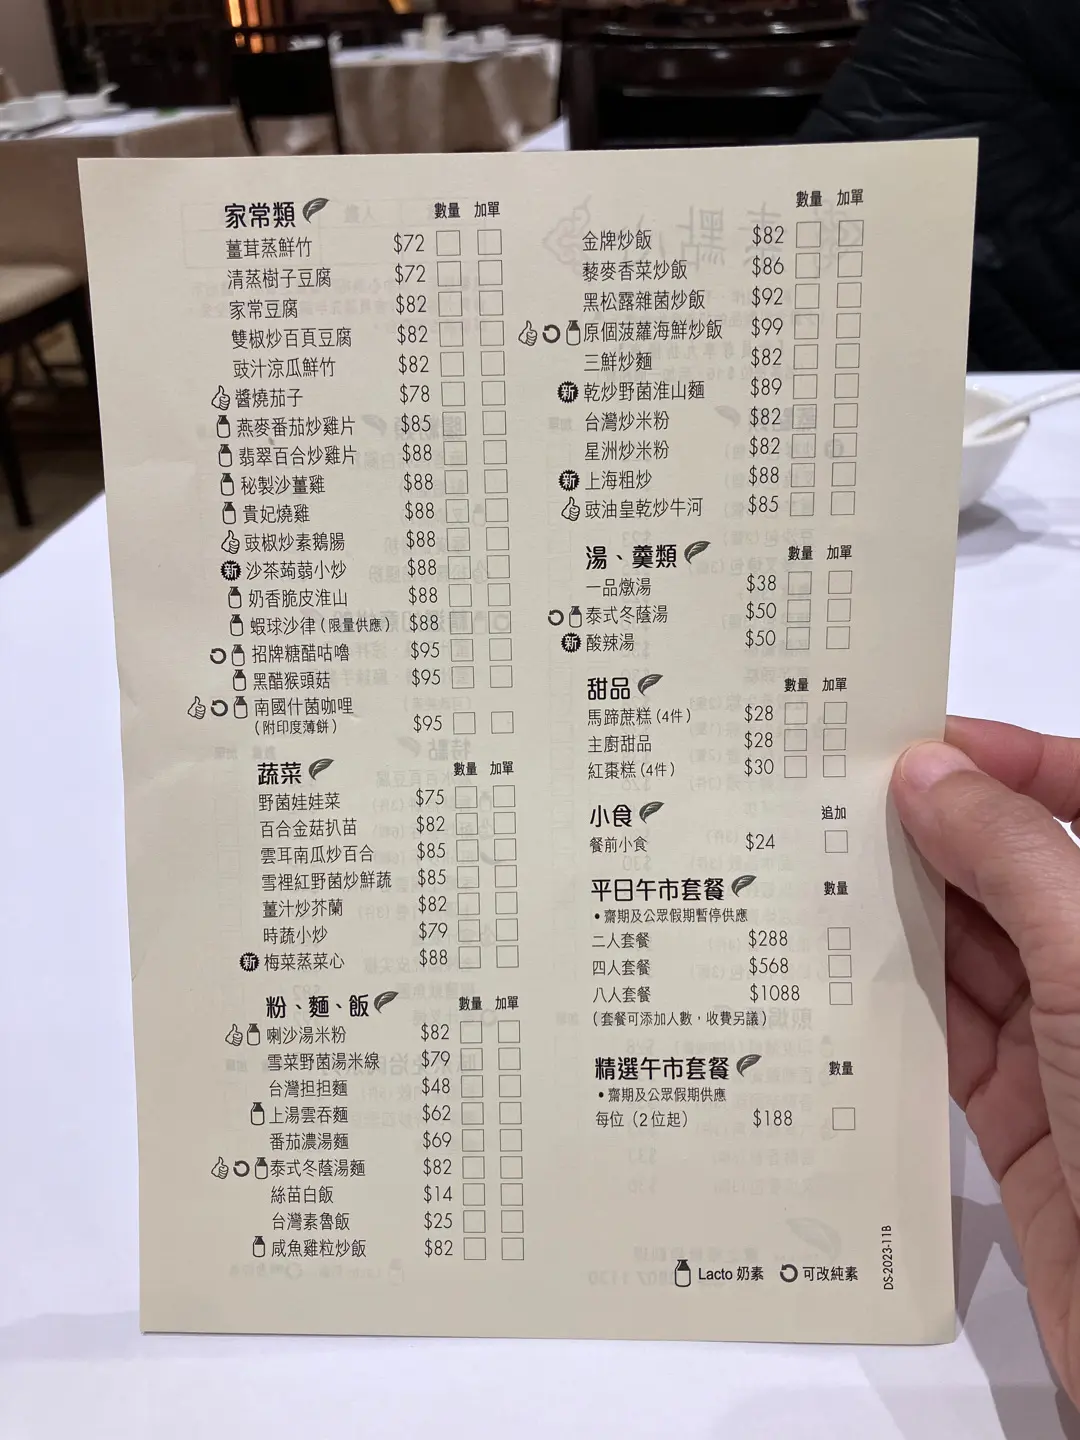 家常類 數量 加單
薑茸蒸鮮竹 $72
清蒸樹子豆腐 $72
家常豆腐 $82
雙椒炒百頁豆腐 $82
豉汁涼瓜鮮竹 $82
醬燒茄子 $78
燕麥番茄炒雞片 $85
翡翠百合炒雞片 $88
秘製沙薑雞 $88
貴妃燒雞 $88
豉椒炒素鵝腸 $88
新 沙茶蒟蒻小炒 $88
奶香脆皮淮山 $88
蝦球沙律(限量供應) $88
招牌糖醋咕嚕 $95
黑醋猴頭菇 $95
南國什菌咖哩 $95
(附印度薄餅)
蔬菜 數量 加單
野菌娃娃菜 $75
百合金菇扒苗 $82
雲耳南瓜炒百合 $85
雪裡紅野菌炒鮮蔬 $85
薑汁炒芥蘭 $82
時蔬小炒 $79
新 梅菜蒸菜心 $88
粉、麵、飯 數量 加單
喇沙湯米粉 $82
雪菜野菌湯米線 $79
台灣担担麵 $48
上湯雲吞麵 $62
番茄濃湯麵 $69
泰式冬蔭湯麵 $82
絲苗白飯 $14
台灣素魯飯 $25
咸魚雞粒炒飯 $82
數量 加單
金牌炒飯 $82
藜麥香菜炒飯 $86
黑松露雜菌炒飯 $92
原個菠蘿海鮮炒飯 $99
三鮮炒麵 $82
新 乾炒野菌淮山麵 $89
台灣炒米粉 $82
星洲炒米粉 $82
新 上海粗炒 $88
豉油皇乾炒牛河 $85
湯、羹類 數量 加單
一品燉湯 $38
泰式冬蔭湯 $50
新 酸辣湯 $50
甜品 數量 加單
馬蹄蔗糕(4件) $28
主廚甜品 $28
紅棗糕(4件) $30
小食 追加
餐前小食 $24
平日午市套餐 數量
•齋期及公眾假期暫停供應
二人套餐 $288
四人套餐 $568
八人套餐 $1088
(套餐可添加人數，收費另議)
精選午市套餐 數量
•齋期及公眾假期供應
每位(2位起) $188
Lacto 奶素 可改純素
DS-2023-11B